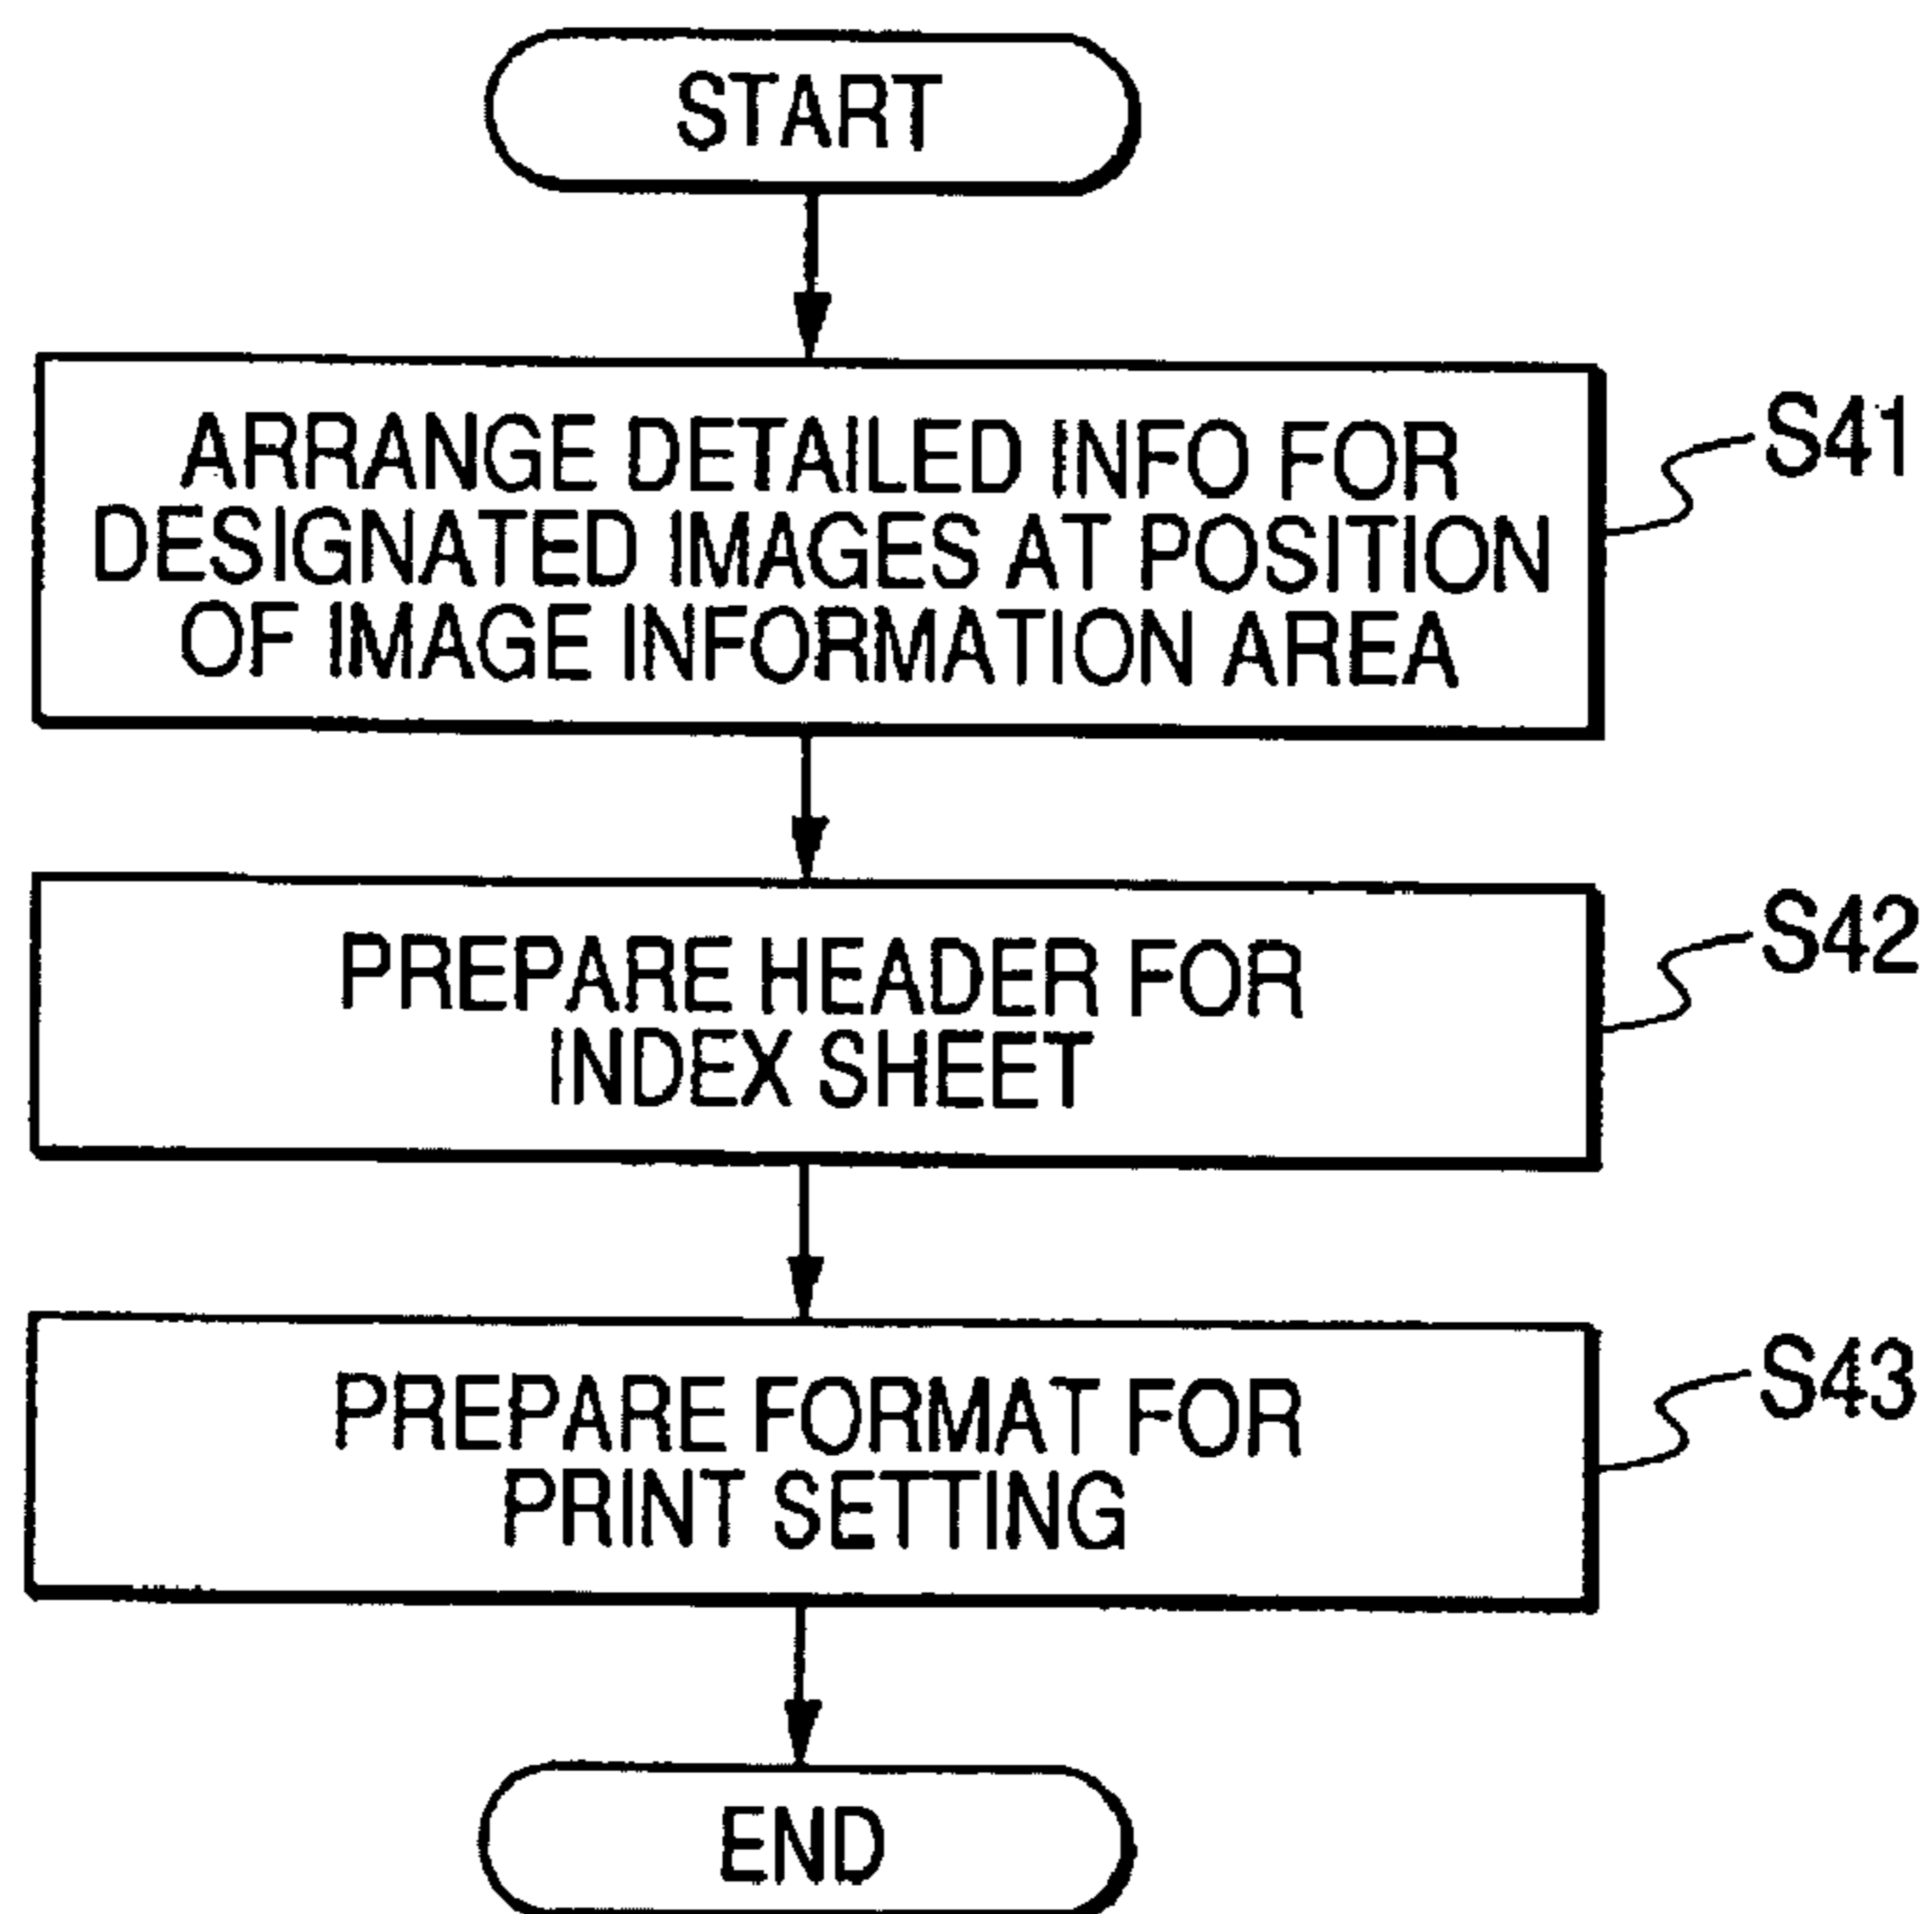 START
ARRANGE DETAILED INFO FOR
DESIGNATED IMAGES AT POSITION
OF IMAGE INFORMATION AREA
S41
PREPARE HEADER FOR
INDEX SHEET
S42
PREPARE FORMAT FOR
PRINT SETTING
S43
END